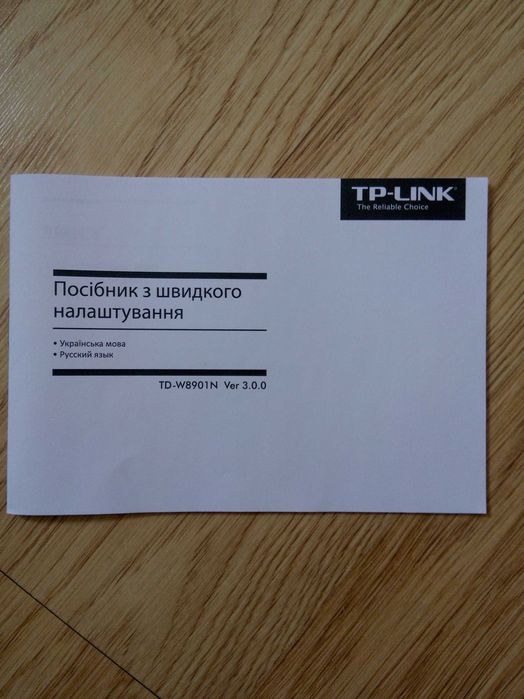 TP-LINK®
The Reliable Choice
Посібник з швидкого
налаштування
• Українська мова
• Русский язык
TD-W8901N Ver 3.0.0